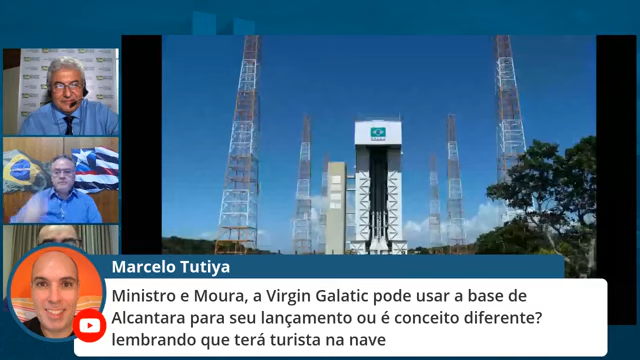 Marcelo Tutiya
Ministro e Moura, a Virgin Galatic pode usar a base de
Alcantara para seu lançamento ou é conceito diferente?
lembrando que terá turista na nave